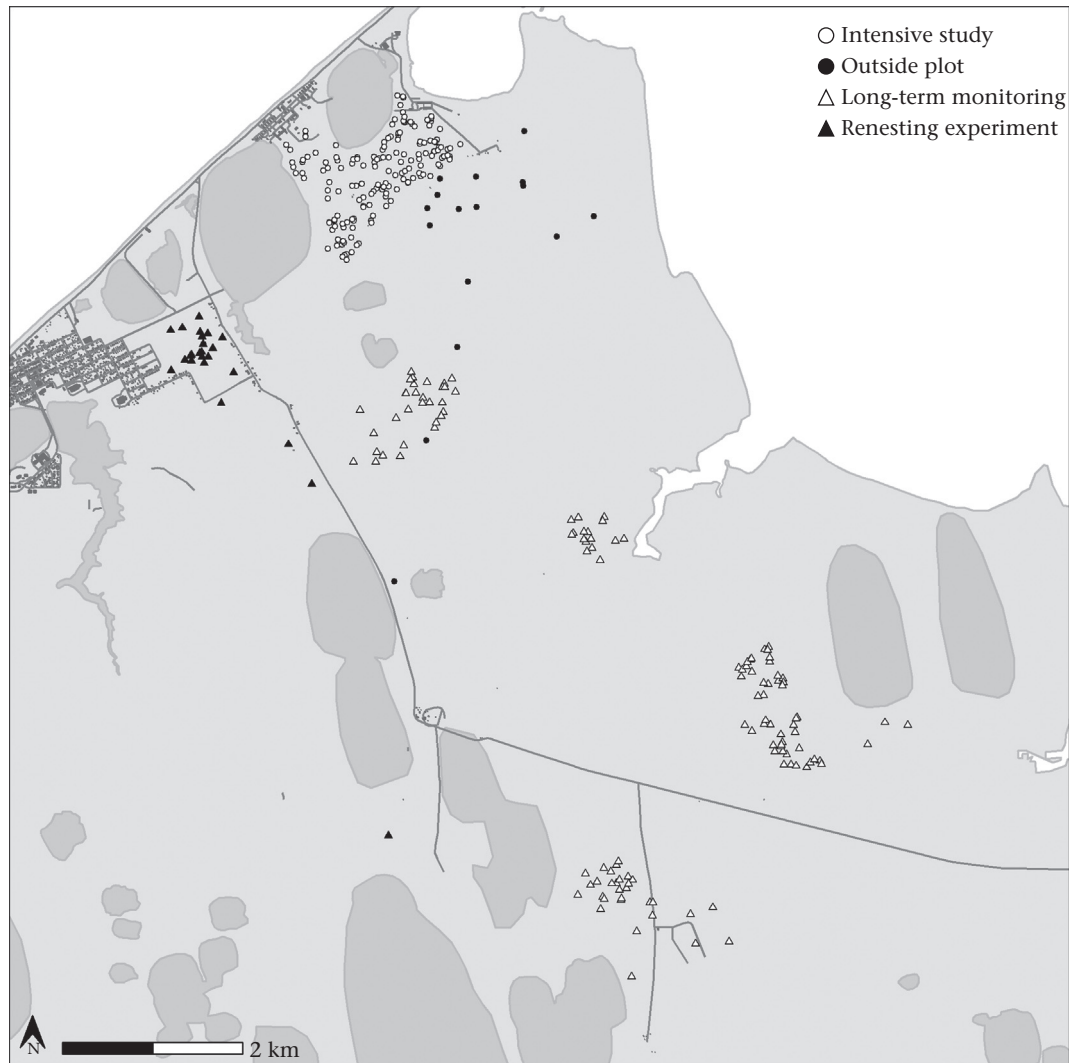 Intensive study
Outside plot
Long-term monitoring
Renesting experiment
N
2 km